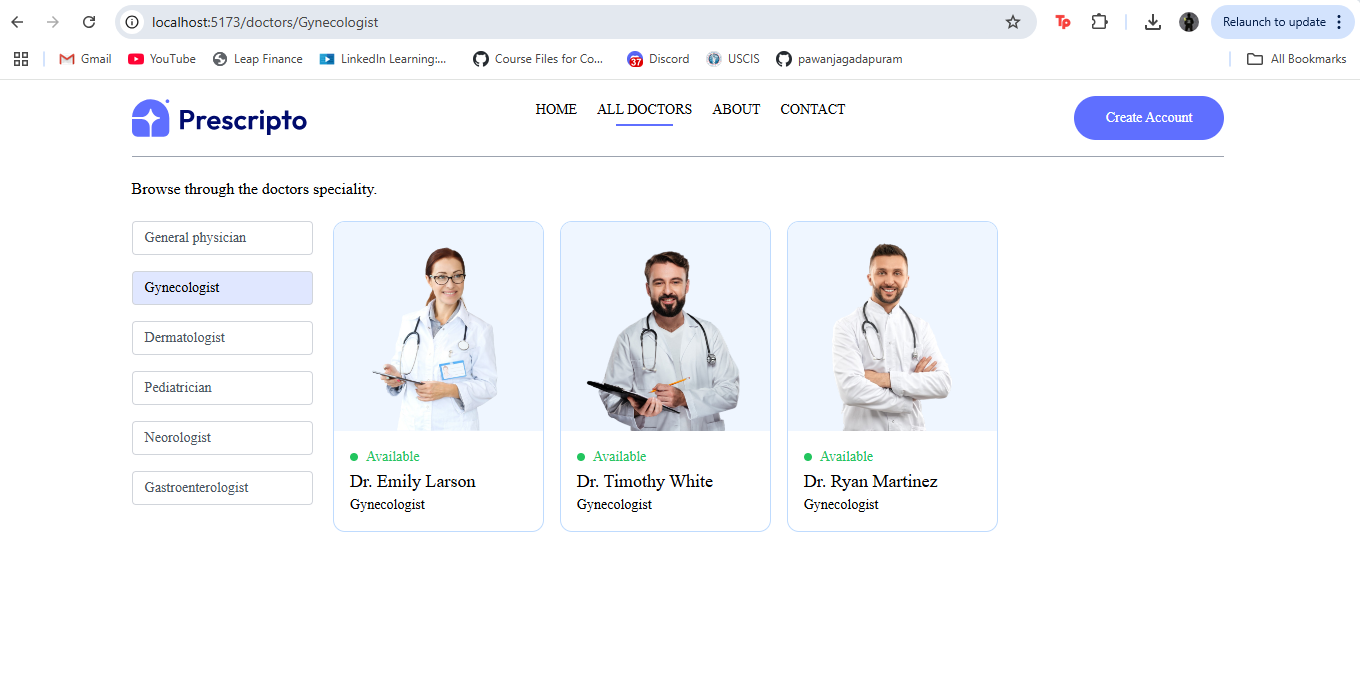 localhost:5173/doctors/Gynecologist
Tp
Relaunch to update
Gmail
YouTube
Leap Finance
LinkedIn Learning:...
Course Files for Co...
37
Discord
USCIS
pawanjagadapuram
All Bookmarks
Prescripto
HOME
ALL DOCTORS
ABOUT
CONTACT
Create Account
Browse through the doctors speciality.
General physician
Gynecologist
Dermatologist
Pediatrician
Neorologist
Gastroenterologist
Available
Dr. Emily Larson
Gynecologist
Available
Dr. Timothy White
Gynecologist
Available
Dr. Ryan Martinez
Gynecologist